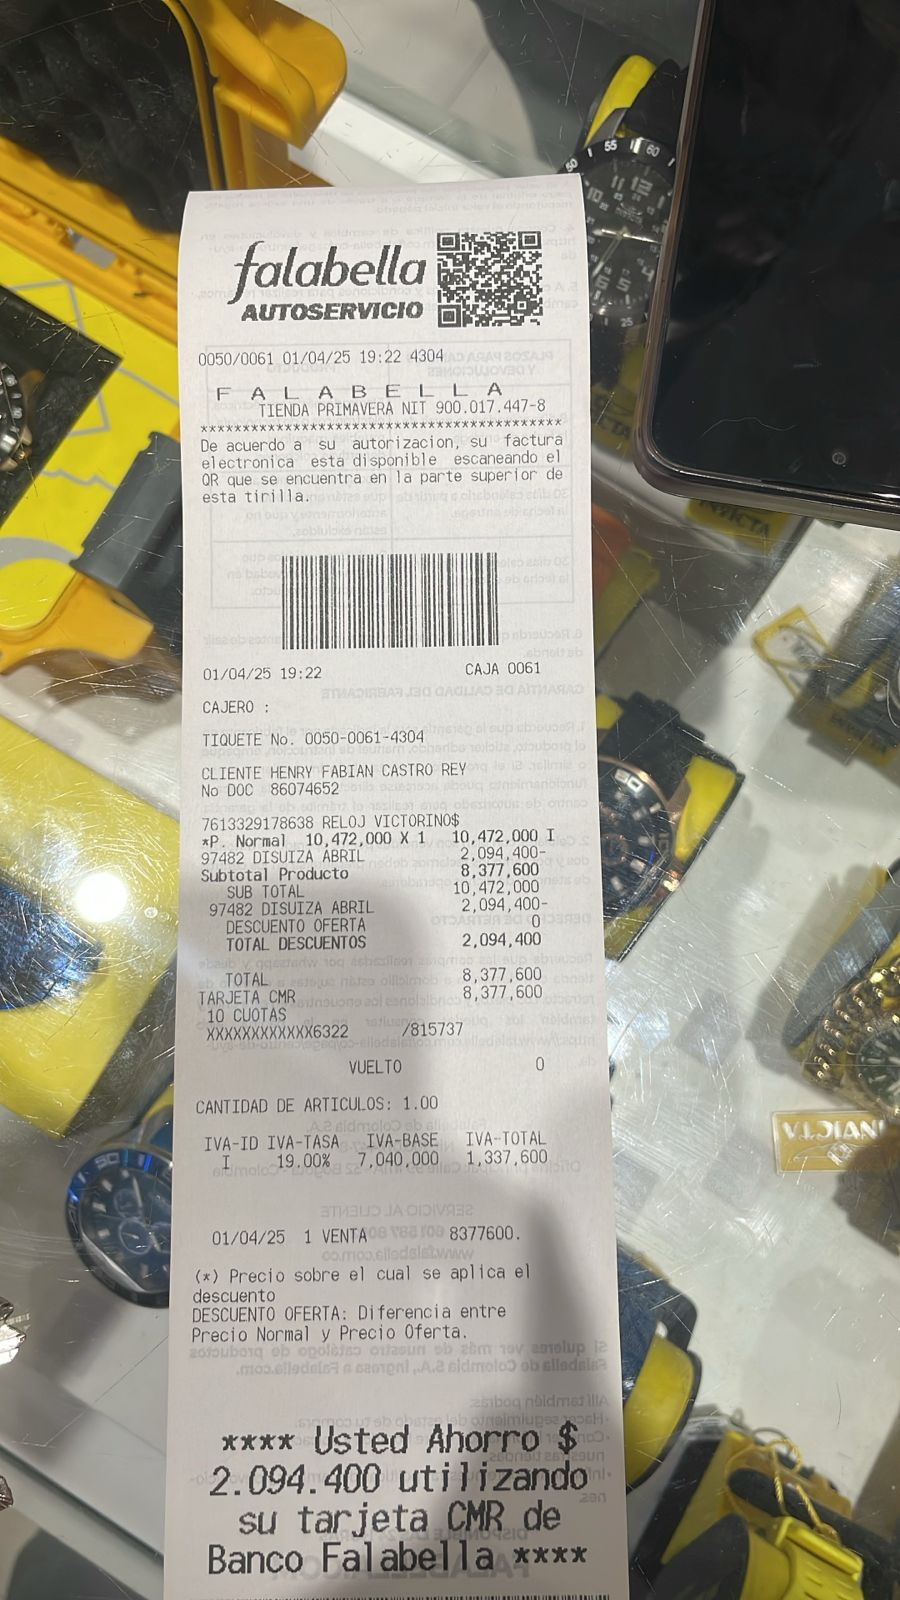 falabella
AUTOSERVICIO
0050/0061 01/04/25 19:22 4304
F A L A B E L L A
TIENDA PRIMAVERA NIT 900.017.447-8
******************************************
De acuerdo a su autorizacion, su factura
electronica esta disponible escaneando el
QR que se encuentra en la parte superior de
esta tirilla.
01/04/25 19:22 CAJA 0061
CAJERO :
TIQUETE No. 0050-0061-4304
CLIENTE HENRY FABIAN CASTRO REY
No DOC 86074652
7613329178638 RELOJ VICTORINO$
*P. Normal 10,472,000 X 1 10,472,000 I
97482 DISUIZA ABRIL 2,094,400-
Subtotal Producto 8,377,600
SUB TOTAL 10,472,000
97482 DISUIZA ABRIL 2,094,400-
DESCUENTO OFERTA 0
TOTAL DESCUENTOS 2,094,400
TOTAL 8,377,600
TARJETA CMR 8,377,600
10 CUOTAS
XXXXXXXXXXXX6322 /815737
VUELTO 0
CANTIDAD DE ARTICULOS: 1.00
IVA-ID IVA-TASA IVA-BASE IVA-TOTAL
I 19.00% 7,040,000 1,337,600
01/04/25 1 VENTA 8377600.
(*) Precio sobre el cual se aplica el
descuento
DESCUENTO OFERTA: Diferencia entre
Precio Normal y Precio Oferta.
**** Usted Ahorro $
2.094.400 utilizando
su tarjeta CMR de
Banco Falabella ****